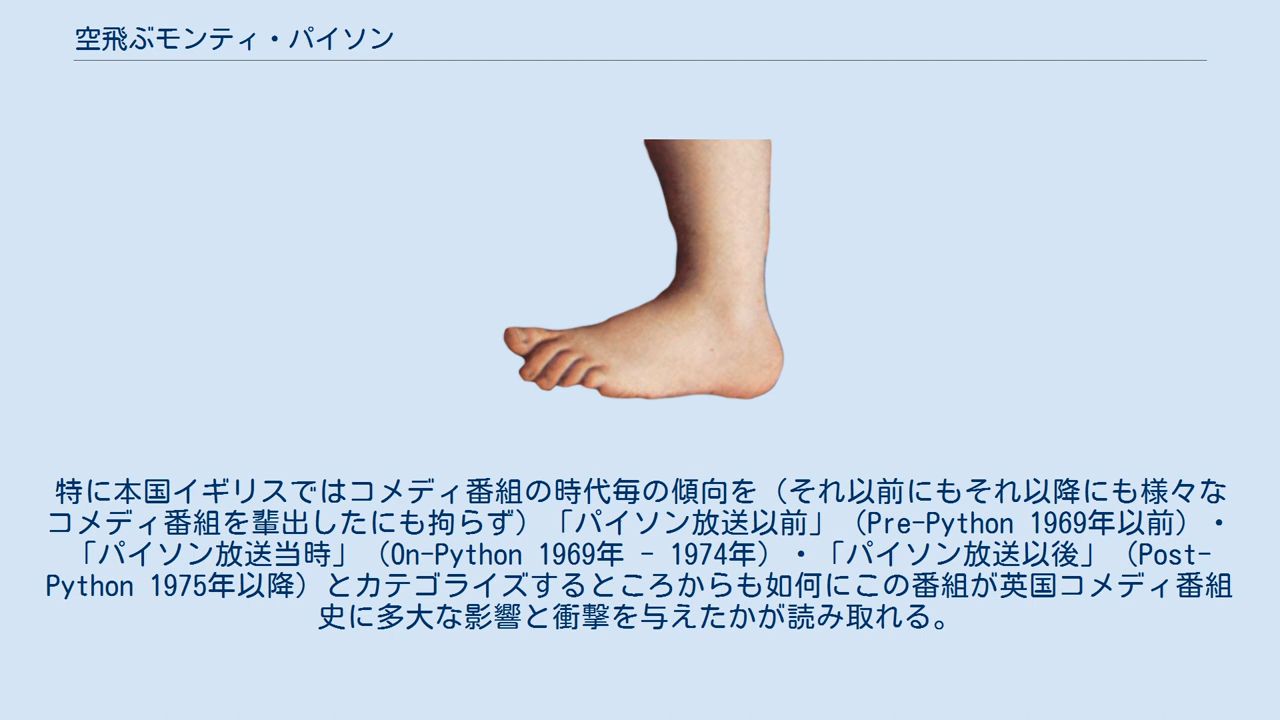 空飛ぶモンティ・パイソン
特に本国イギリスではコメディ番組の時代毎の傾向を（それ以前にもそれ以降にも様々な
コメディ番組を輩出したにも拘らず）「パイソン放送以前」（Pre-Python 1969年以前）・
「パイソン放送当時」（On-Python 1969年 - 1974年）・「パイソン放送以後」（Post-
Python 1975年以降）とカテゴライズするところからも如何にこの番組が英国コメディ番組
史に多大な影響と衝撃を与えたかが読み取れる。